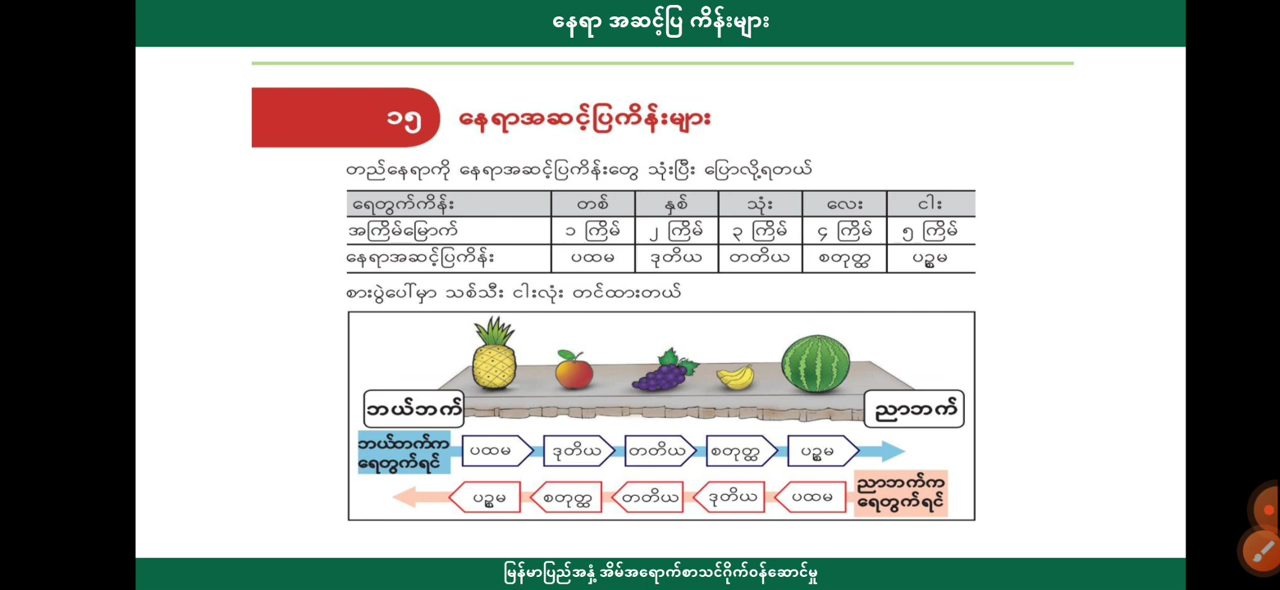 နေရာ အဆင့်ပြ ကိန်းများ
၁၅ နေရာအဆင့်ပြကိန်းများ
တည်နေရာကို နေရာအဆင့်ပြကိန်းတွေ သုံးပြီး ပြောလို့ရတယ်
ရေတွက်ကိန်း တစ် နှစ် သုံး လေး ငါး
အကြိမ်မြောက် ၁ ကြိမ် ၂ ကြိမ် ၃ ကြိမ် ၄ ကြိမ် ၅ ကြိမ်
နေရာအဆင့်ပြကိန်း ပထမ ဒုတိယ တတိယ စတုတ္ထ ပဉ္စမ
စားပွဲပေါ်မှာ သစ်သီး ငါးလုံး တင်ထားတယ်
ဘယ်ဘက် ညာဘက်
ဘယ်ဘက်က
ရေတွက်ရင် ပထမ ဒုတိယ တတိယ စတုတ္ထ ပဉ္စမ
ပဉ္စမ စတုတ္ထ တတိယ ဒုတိယ ပထမ ညာဘက်က
ရေတွက်ရင်
မြန်မာပြည်အနှံ့ အိမ်အရောက်စာသင်ဂိုက်ဝန်ဆောင်မှု